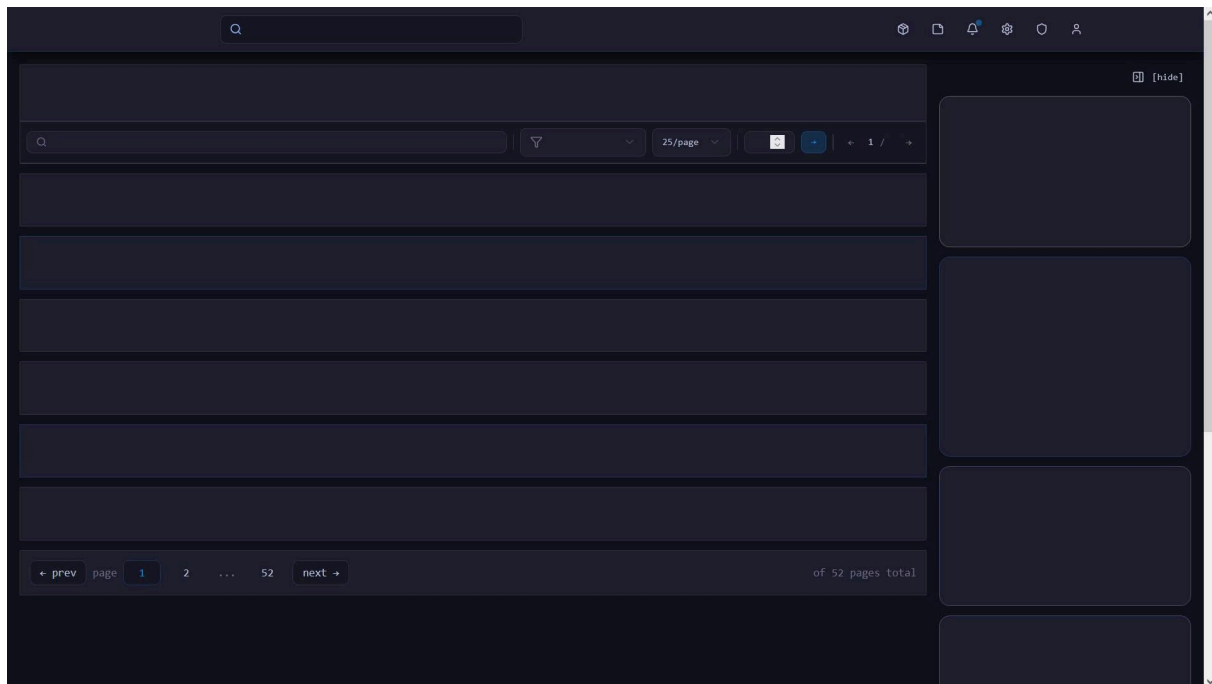 [hide]
25/page → ← 1 / →
← prev page 1 2 ... 52 next → of 52 pages total